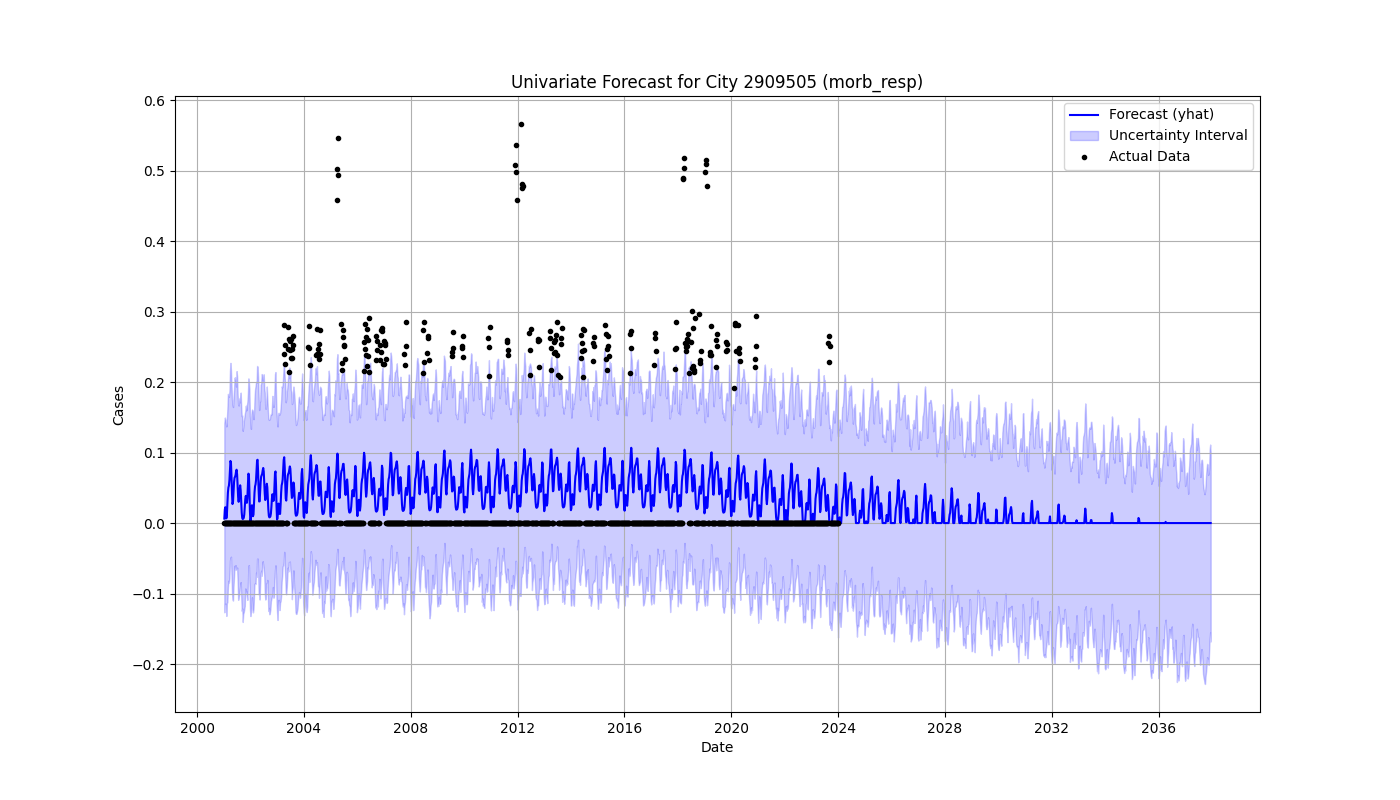 Univariate Forecast for City 2909505 (morb_resp)
Forecast (yhat)
Uncertainty Interval
Actual Data
Cases
0.6
0.5
0.4
0.3
0.2
0.1
0.0
−0.1
−0.2
2000 2004 2008 2012 2016 2020 2024 2028 2032 2036
Date